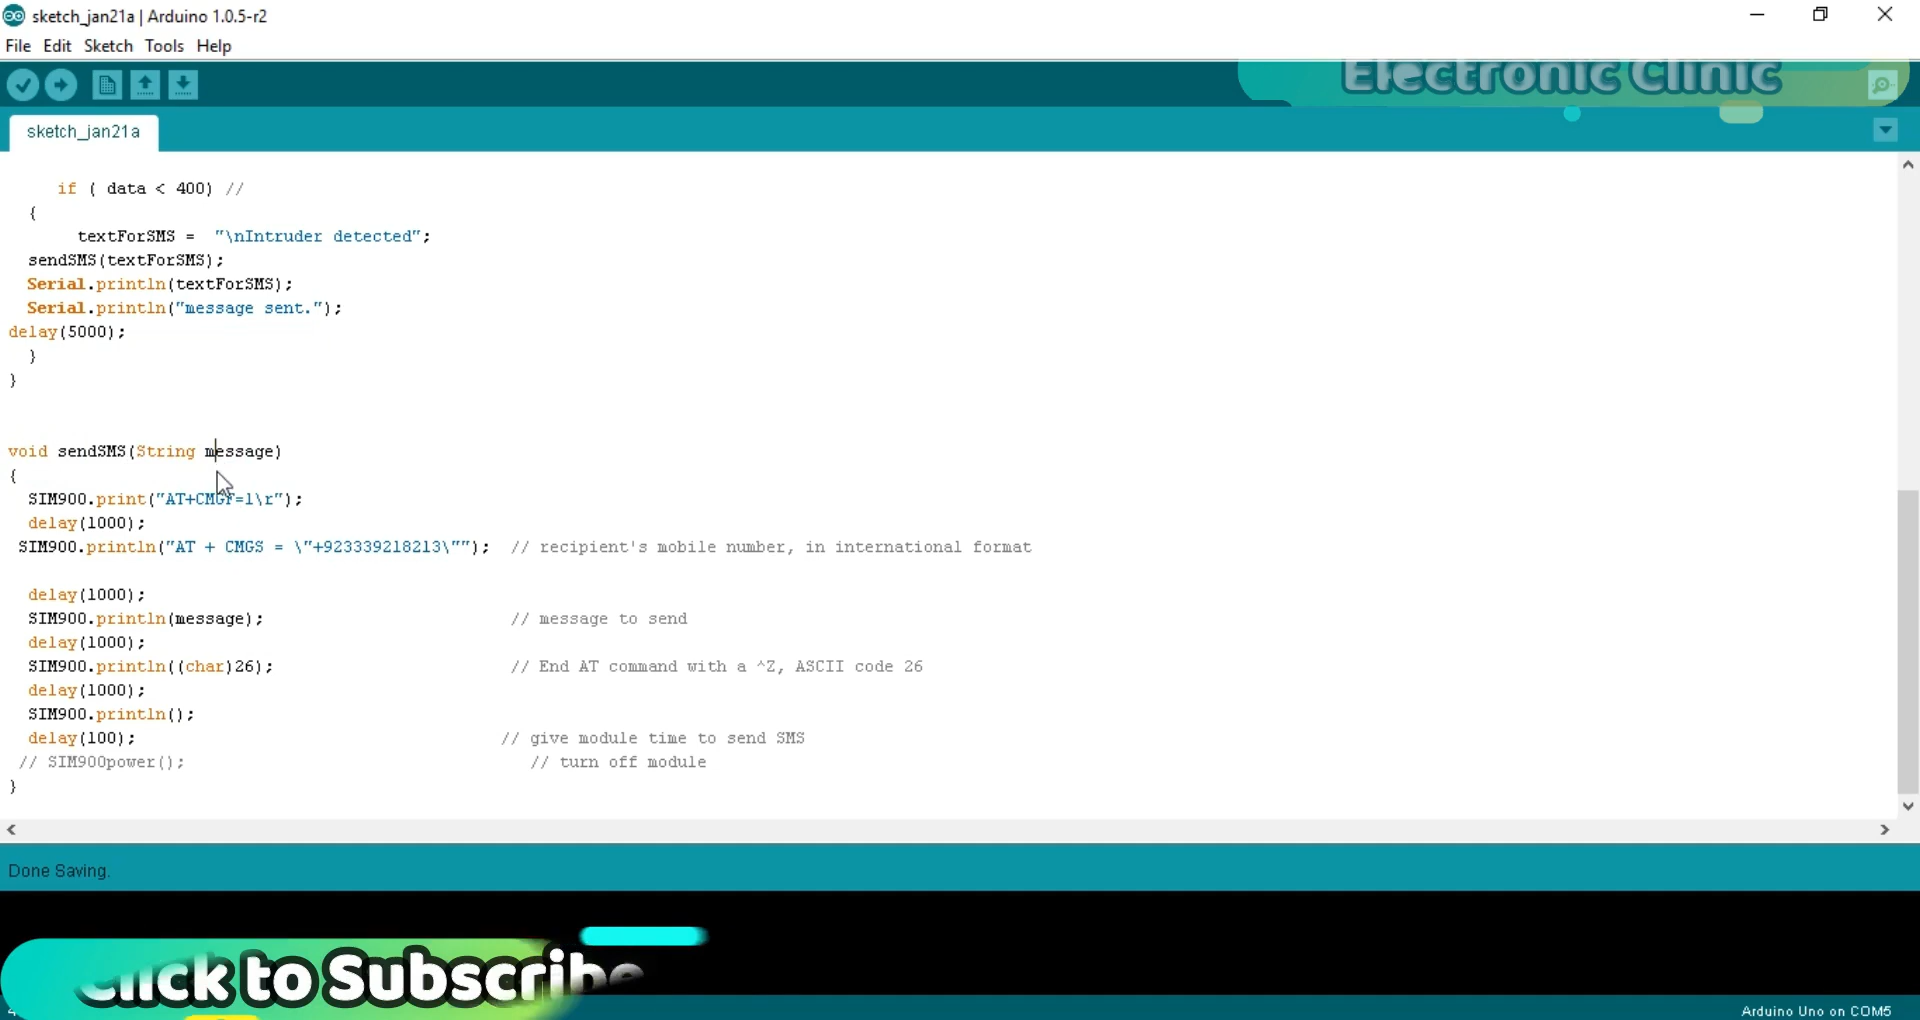 sketch_jan21a | Arduino 1.0.5-r2
File Edit Sketch Tools Help
Electronic Clinic
sketch_jan21a
if ( data < 400) //
{
textForSMS = "\nIntruder detected";
sendSMS(textForSMS);
Serial.println(textForSMS);
Serial.println("message sent.");
delay(5000);
}
}
void sendSMS(String message)
{
SIM900.print("AT+CMGF=1\r");
delay(1000);
SIM900.println("AT + CMGS = \"+923339218213\""); // recipient's mobile number, in international format
delay(1000);
SIM900.println(message); // message to send
delay(1000);
SIM900.println((char)26); // End AT command with a ^Z, ASCII code 26
delay(1000);
SIM900.println();
delay(100); // give module time to send SMS
// SIM900power(); // turn off module
}
Done Saving.
Click to Subscribe
Arduino Uno on COM5